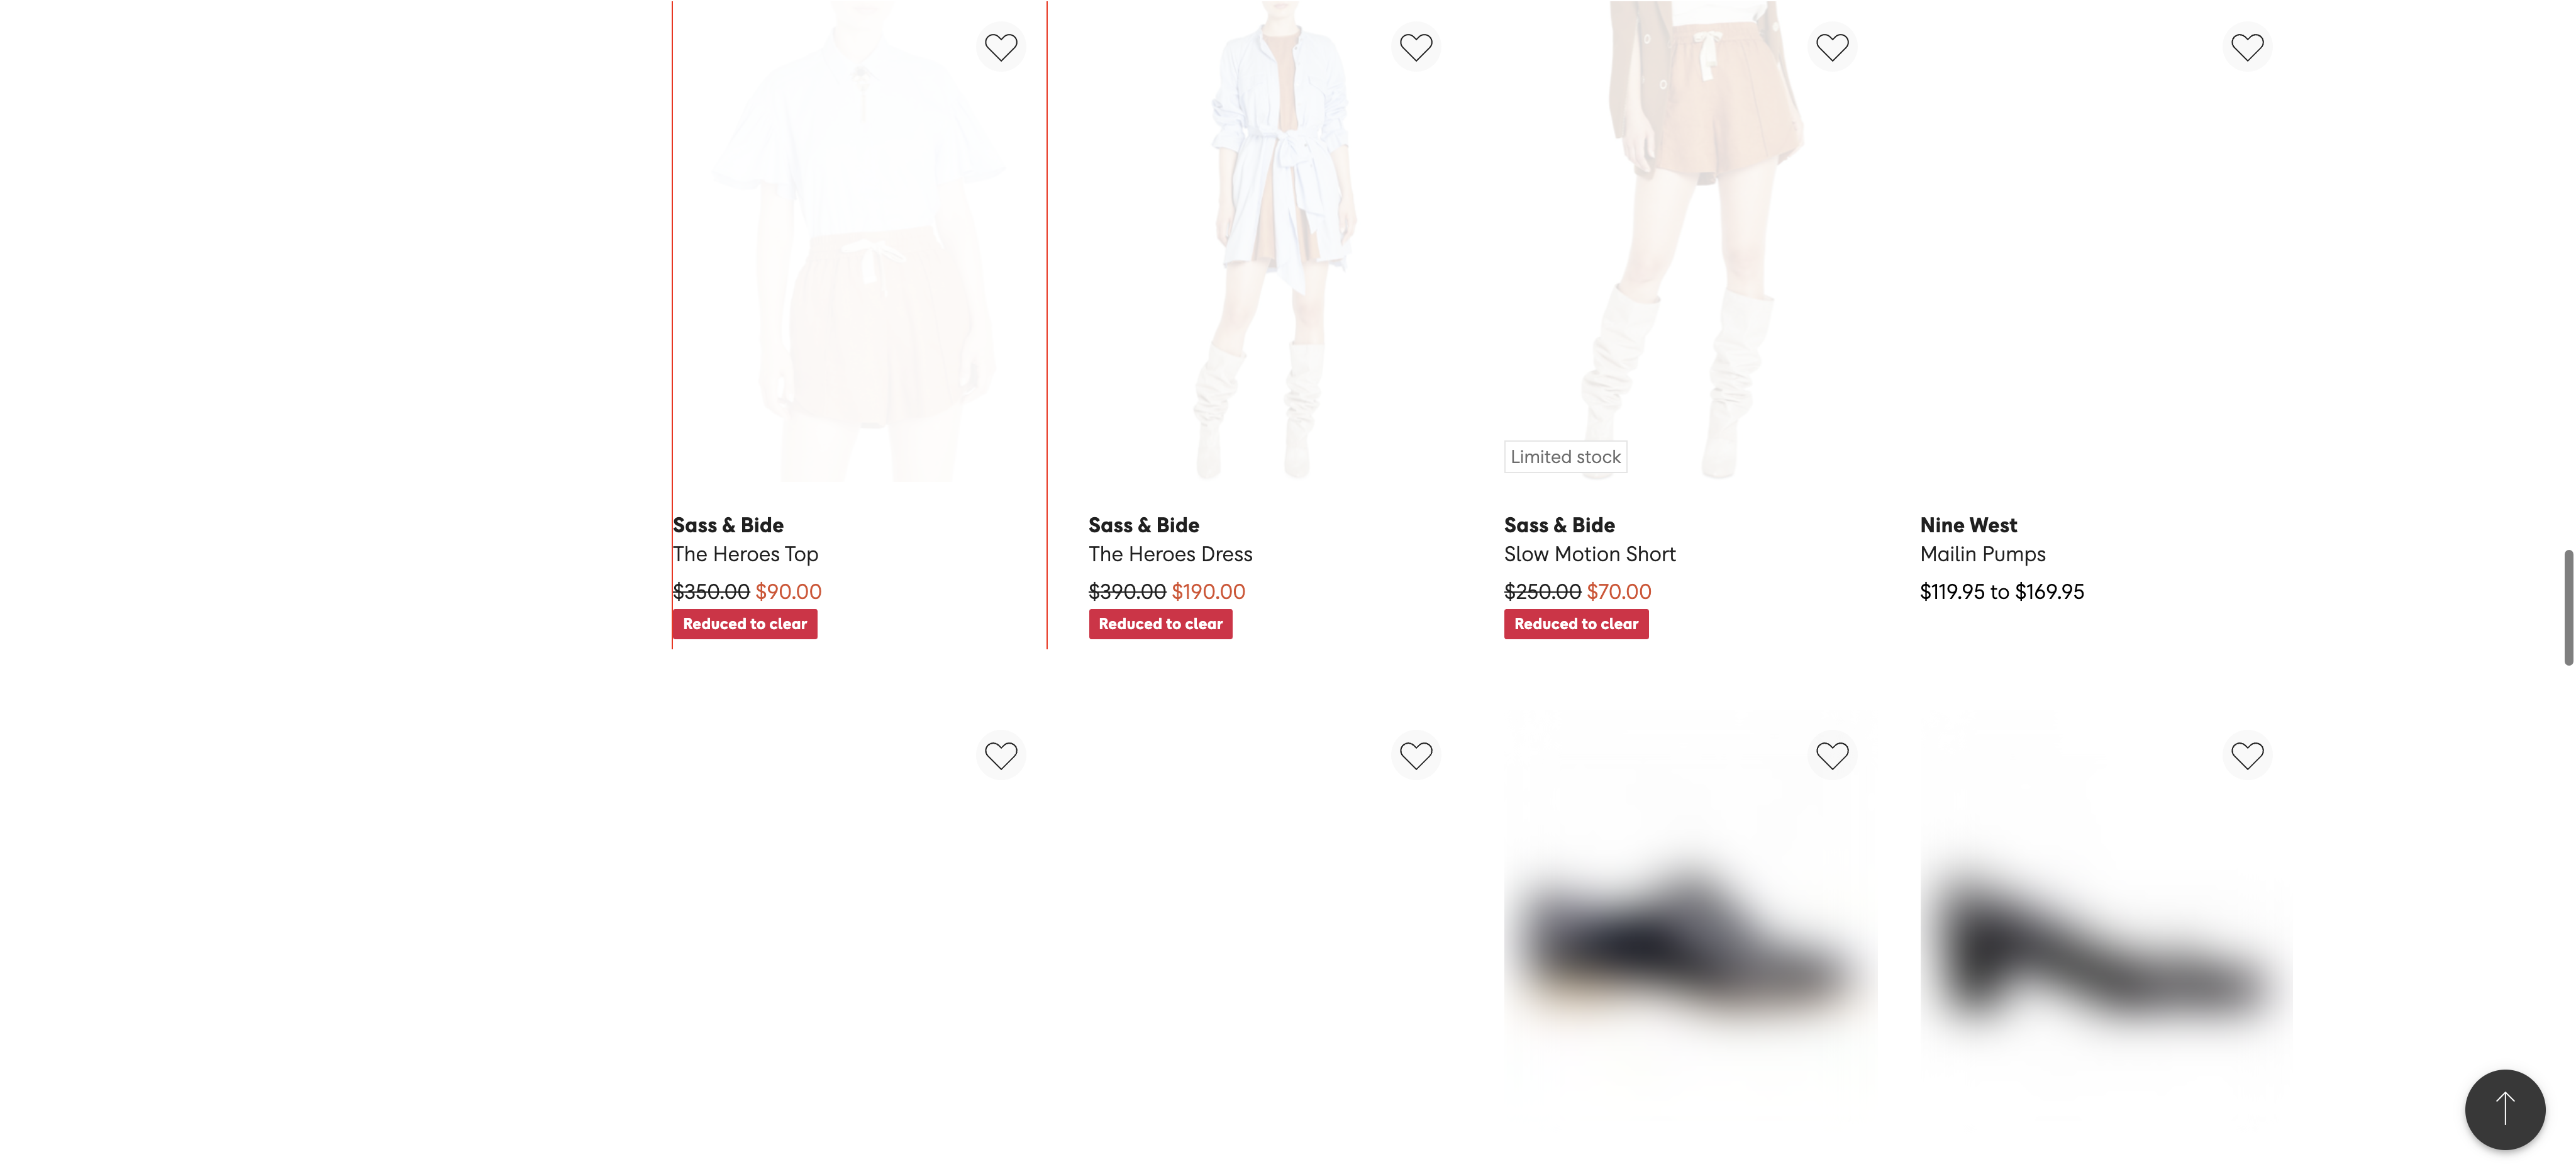 Limited stock
Sass & Bide
The Heroes Top
$350.00 $90.00
Reduced to clear
Sass & Bide
The Heroes Dress
$390.00 $190.00
Reduced to clear
Sass & Bide
Slow Motion Short
$250.00 $70.00
Reduced to clear
Nine West
Mailin Pumps
$119.95 to $169.95